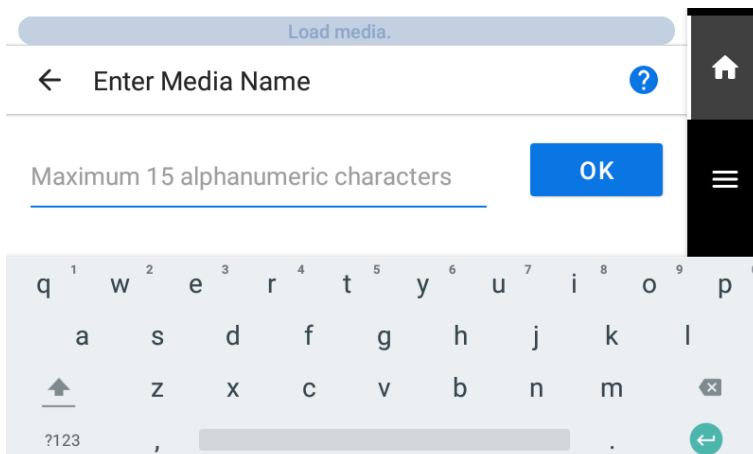 Load media.
Enter Media Name
?
Maximum 15 alphanumeric characters
OK
q 1 w 2 e 3 r 4 t 5 y 6 u 7 i 8 o 9 p
a s d f g h j k l
z x c v b n m
?123 , .